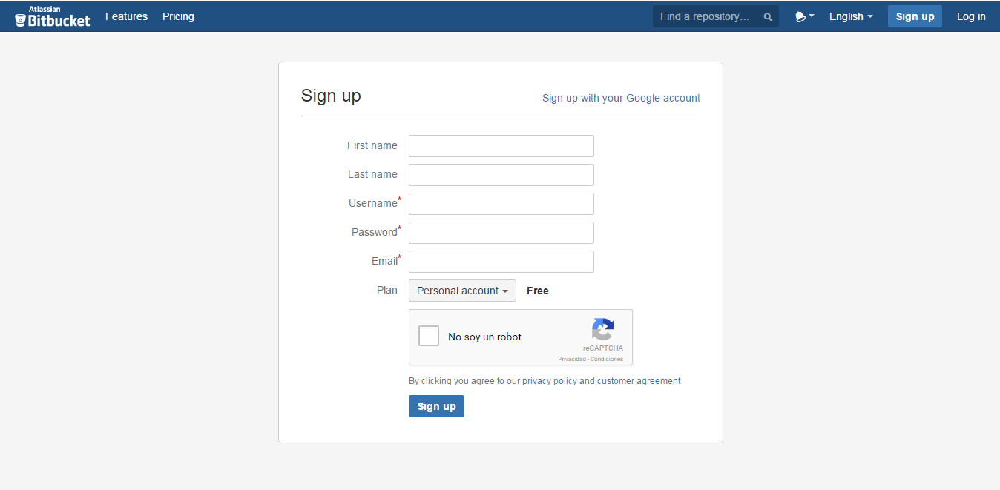 Atlassian
Bitbucket Features Pricing Find a repository... English Sign up Log in
Sign up Sign up with your Google account
First name
Last name
Username*
Password*
Email*
Plan Personal account Free
No soy un robot
reCAPTCHA
Privacidad - Condiciones
By clicking you agree to our privacy policy and customer agreement
Sign up